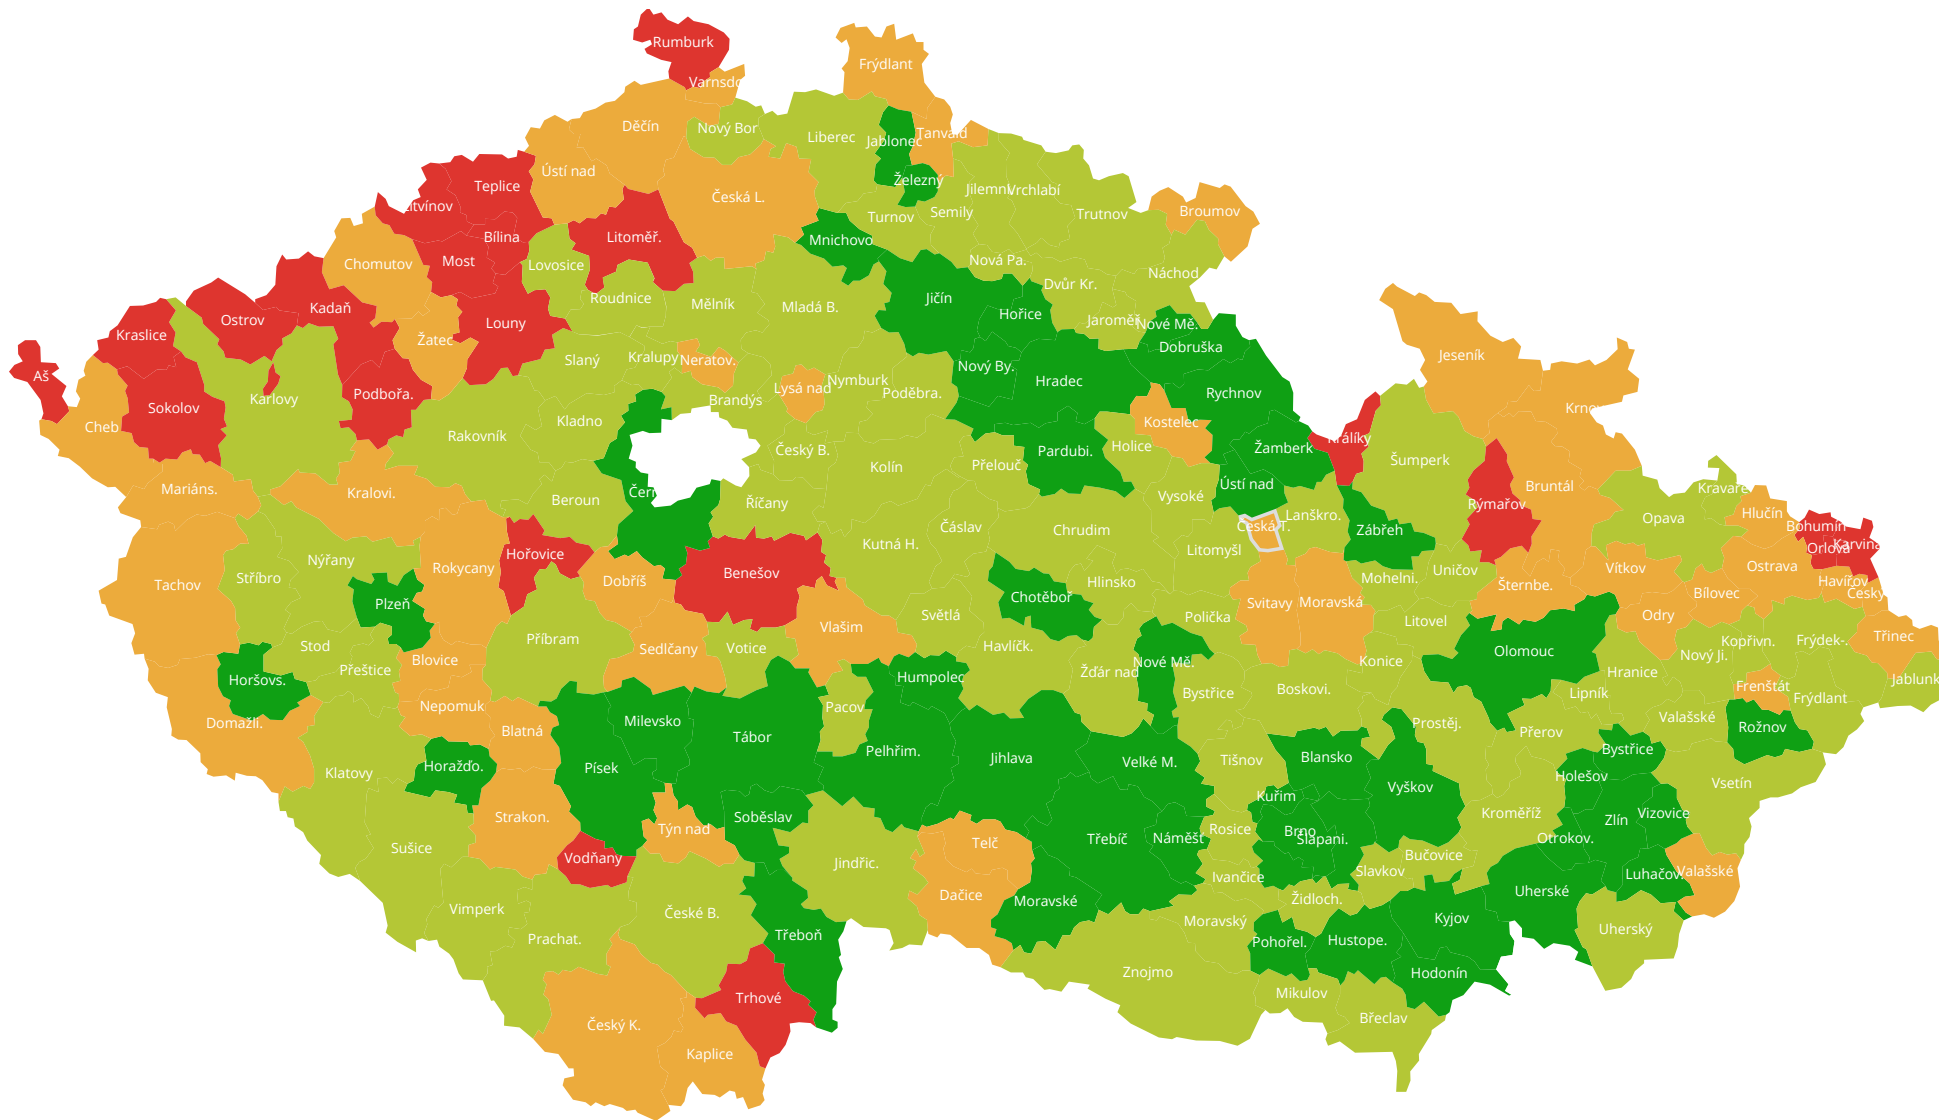 Rumburk
Frýdlant
Varnsdo
Děčín
Nový Bor
Liberec
Jablonec
Tanvald
Ústí nad
Teplice
Česká L.
Železný
Jilemni
Vrchlabí
Litvínov
Turnov
Semily
Trutnov
Broumov
Bílina
Litoměř.
Mnichovo
Chomutov
Most
Lovosice
Nová Pa.
Náchod
Kadaň
Roudnice
Mělník
Mladá B.
Jičín
Dvůr Kr.
Ostrov
Louny
Hořice
Jaroměř
Nové Mě.
Kraslice
Žatec
Dobruška
Slaný
Kralupy
Neratov.
Jeseník
Aš
Nový By.
Hradec
Nymburk
Lysá nad
Podbořa.
Poděbra.
Rychnov
Karlovy
Brandýs
Sokolov
Krnov
Cheb
Kladno
Kostelec
Rakovník
Králíky
Český B.
Pardubi.
Holice
Žamberk
Šumperk
Kolín
Přelouč
Mariáns.
Kralovi.
Ústí nad
Bruntál
Kravaře
Beroun
Říčany
Vysoké
Rýmařov
Hlučín
Lanškro.
Opava
Česká T.
Bohumín
Čáslav
Chrudim
Zábřeh
Kutná H.
Karviná
Orlová
Hořovice
Litomyšl
Nýřany
Rokycany
Ostrava
Vítkov
Benešov
Uničov
Stříbro
Mohelni.
Dobříš
Hlinsko
Havířov
Tachov
Šternbe.
Český
Bílovec
Chotěboř
Plzeň
Svitavy
Moravská
Světlá
Odry
Polička
Litovel
Vlašim
Příbram
Třinec
Frýdek-.
Kopřivn.
Stod
Havlíčk.
Votice
Sedlčany
Olomouc
Nový Ji.
Blovice
Konice
Nové Mě.
Přeštice
Žďár nad
Hranice
Humpolec
Horšovs.
Jablunk
Frenštát
Boskovi.
Bystřice
Lipník
Frýdlant
Nepomuk
Pacov
Valašské
Milevsko
Domažli.
Prostěj.
Rožnov
Blatná
Přerov
Tábor
Bystřice
Pelhřim.
Jihlava
Blansko
Tišnov
Velké M.
Horažďo.
Písek
Klatovy
Holešov
Vsetín
Vyškov
Kuřim
Kroměříž
Vizovice
Strakon.
Soběslav
Zlín
Týn nad
Rosice
Brno
Třebíč
Náměšť
Šlapani.
Otrokov.
Telč
Sušice
Bučovice
Vodňany
Jindřic.
Slavkov
Valašské
Luhačov.
Ivančice
Uherské
Dačice
Židloch.
Moravské
Vimperk
České B.
Kyjov
Moravský
Uherský
Třeboň
Prachat.
Hustope.
Pohořel.
Znojmo
Hodonín
Mikulov
Trhové
Břeclav
Český K.
Kaplice